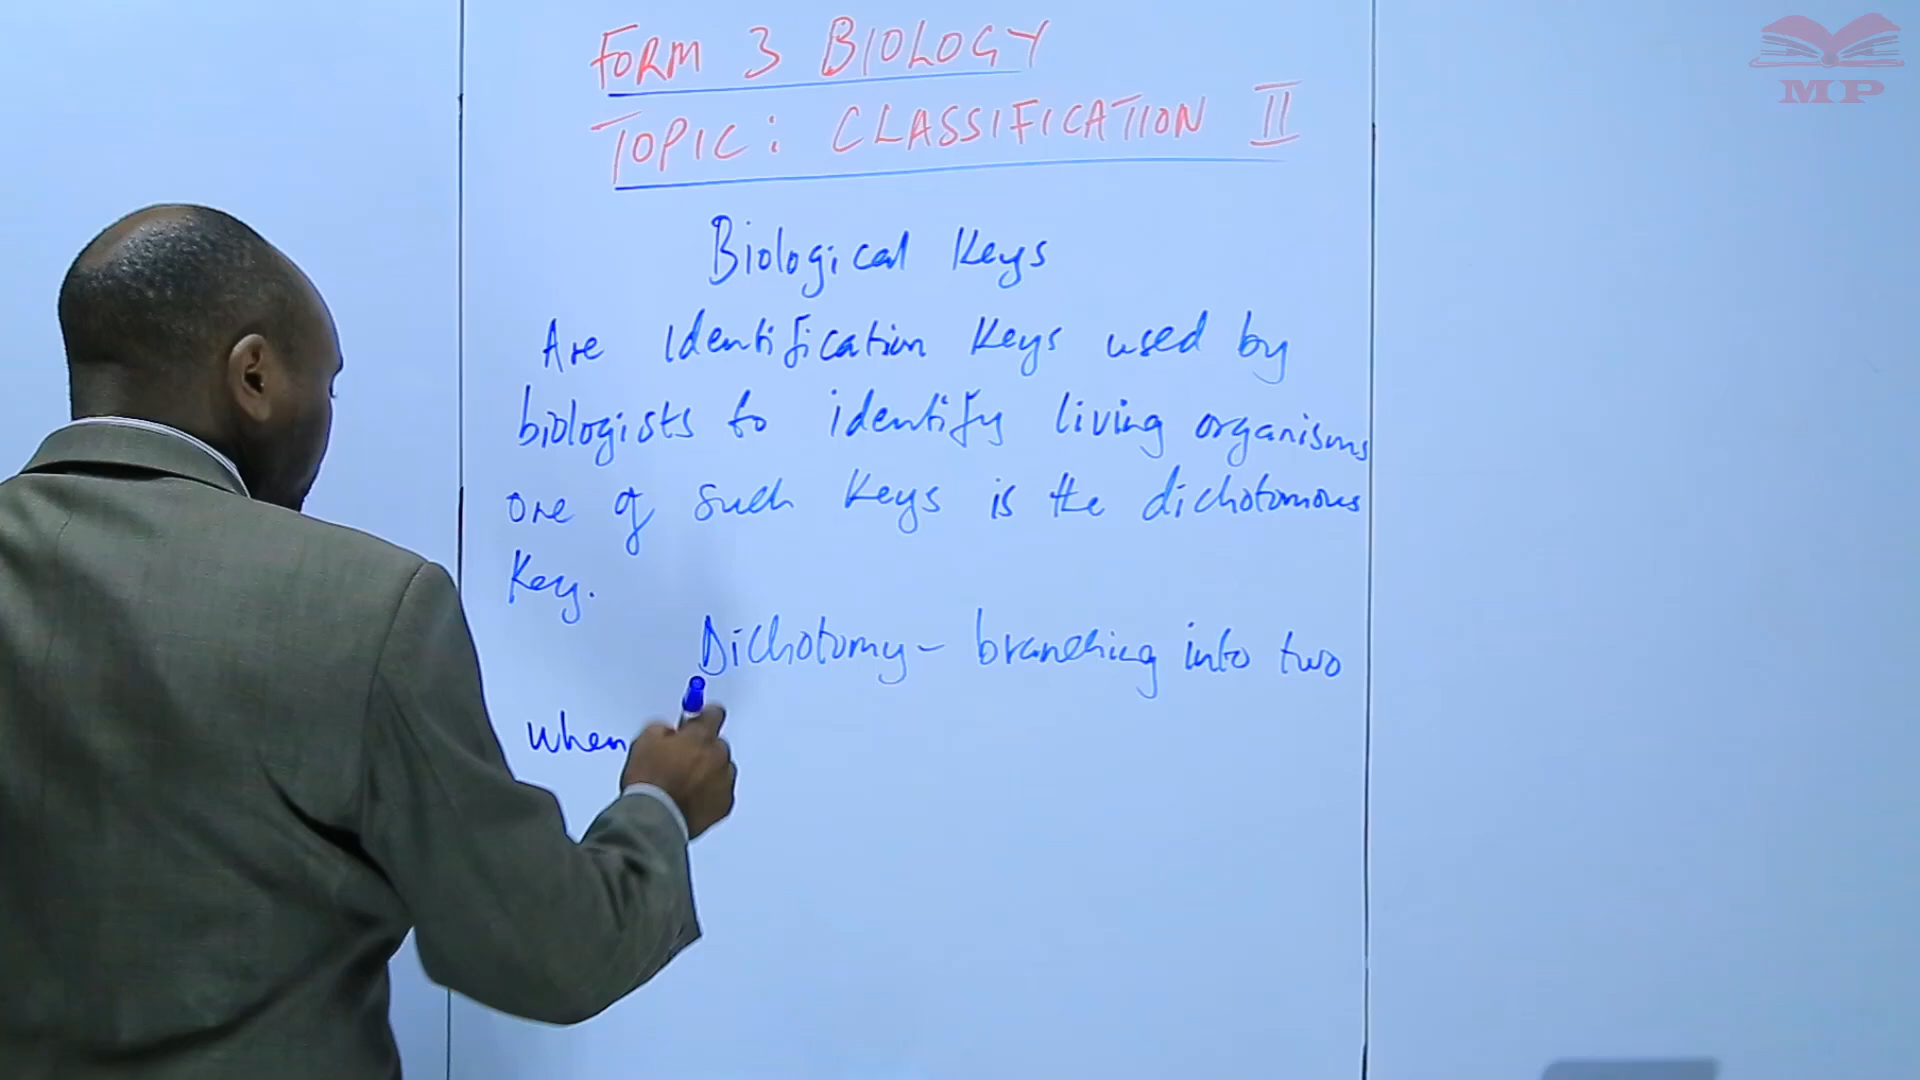 FORM 3 BIOLOGY
TOPIC: CLASSIFICATION II
Biological Keys
Are identification Keys used by
biologists to identify living organisms
one of such Keys is the dichotomous
Key.
Dichotomy - branching into two
when
MP